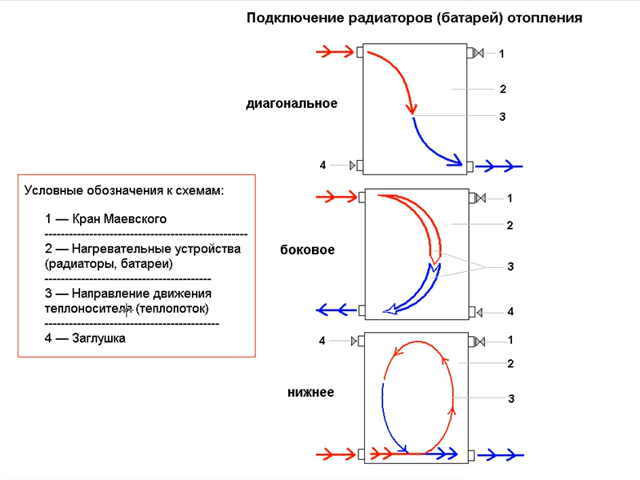 Подключение радиаторов (батарей) отопления
1
2
диагональное
3
4
Условные обозначения к схемам:
1 — Кран Маевского
2 — Нагревательные устройства
(радиаторы, батареи)
3 — Направление движения
теплоносителя (теплопоток)
4 — Заглушка
1
2
боковое
3
4
4
1
2
нижнее
3